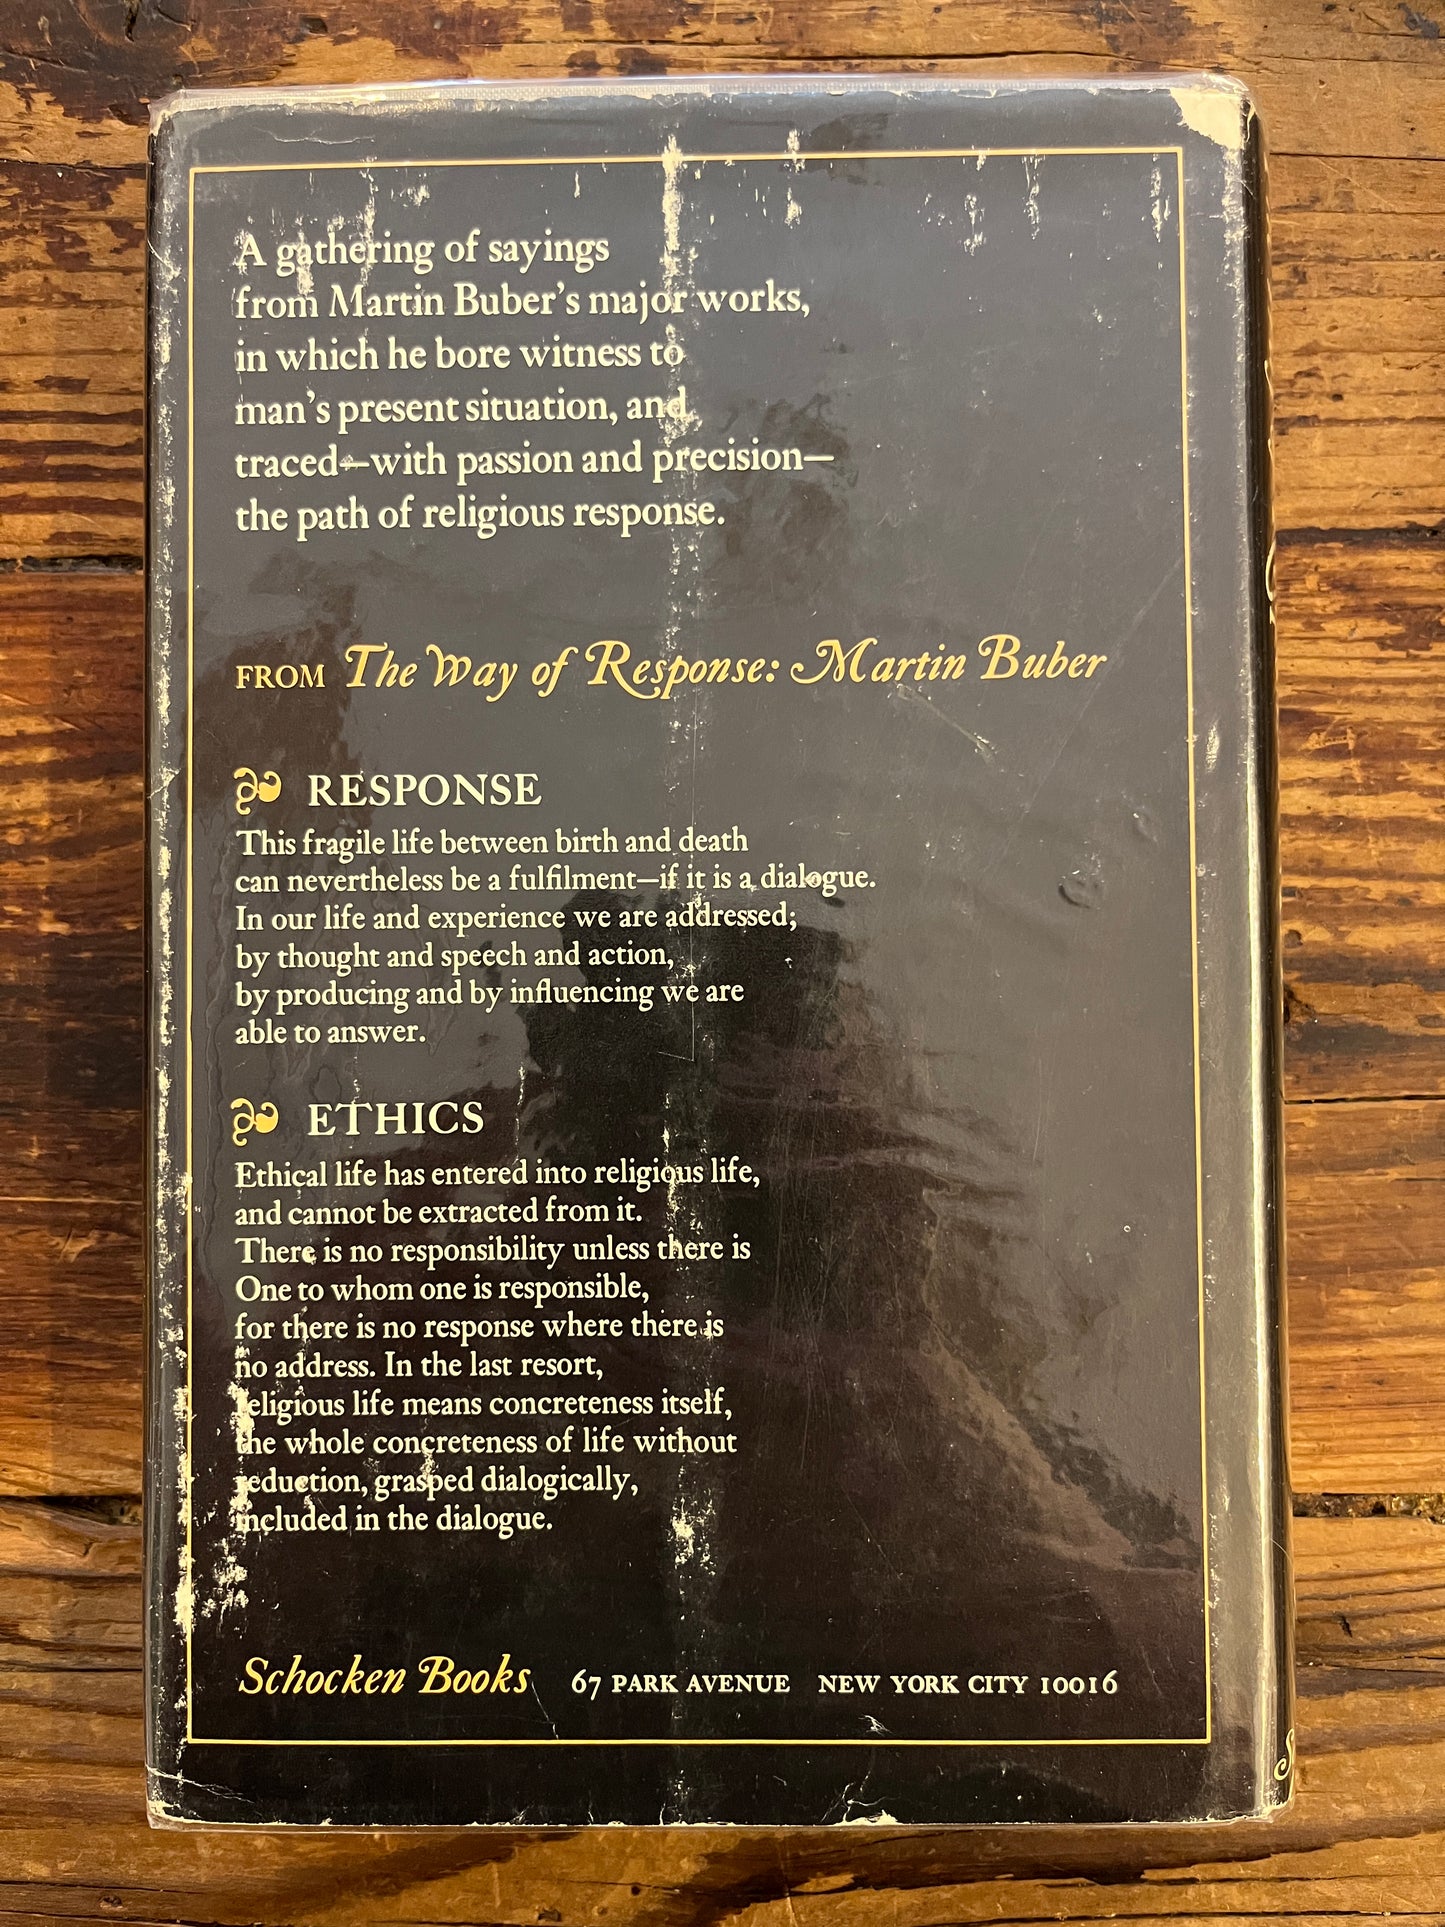 A gathering of sayings
from Martin Buber's major works,
in which he bore witness to
man's present situation, and
traced—with passion and precision—
the path of religious response.
FROM The Way of Response: Martin Buber
RESPONSE
This fragile life between birth and death
can nevertheless be a fulfilment—if it is a dialogue.
In our life and experience we are addressed;
by thought and speech and action,
by producing and by influencing we are
able to answer.
ETHICS
Ethical life has entered into religious life,
and cannot be extracted from it.
There is no responsibility unless there is
One to whom one is responsible,
for there is no response where there is
no address. In the last resort,
religious life means concreteness itself,
the whole concreteness of life without
reduction, grasped dialogically,
included in the dialogue.
Schocken Books 67 PARK AVENUE NEW YORK CITY 10016